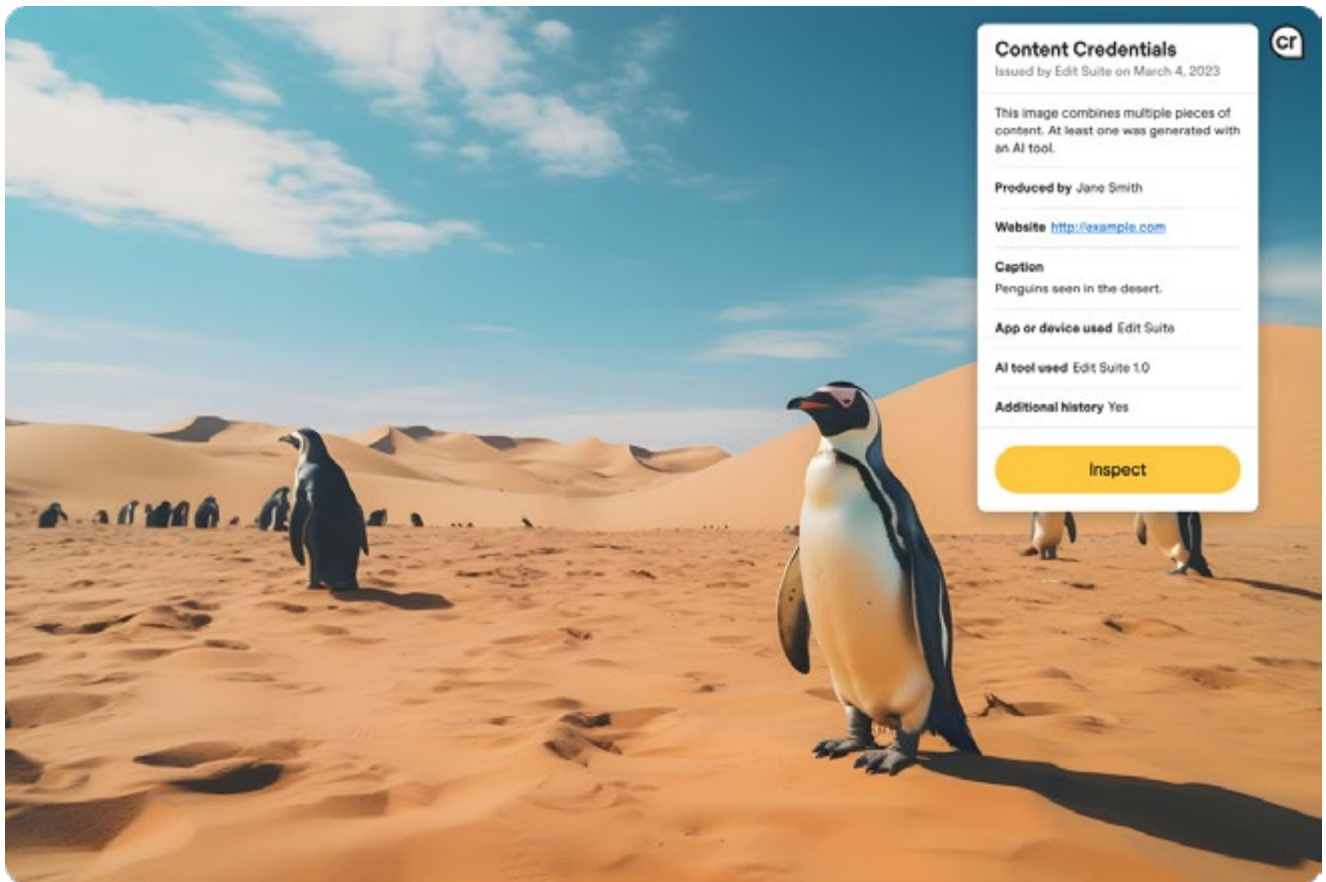 Content Credentials
Issued by Edit Suite on March 4, 2023
This image combines multiple pieces of
content. At least one was generated with
an AI tool.
Produced by Jane Smith
Website http://example.com
Caption
Penguins seen in the desert.
App or device used Edit Suite
AI tool used Edit Suite 1.0
Additional history Yes
Inspect
cr